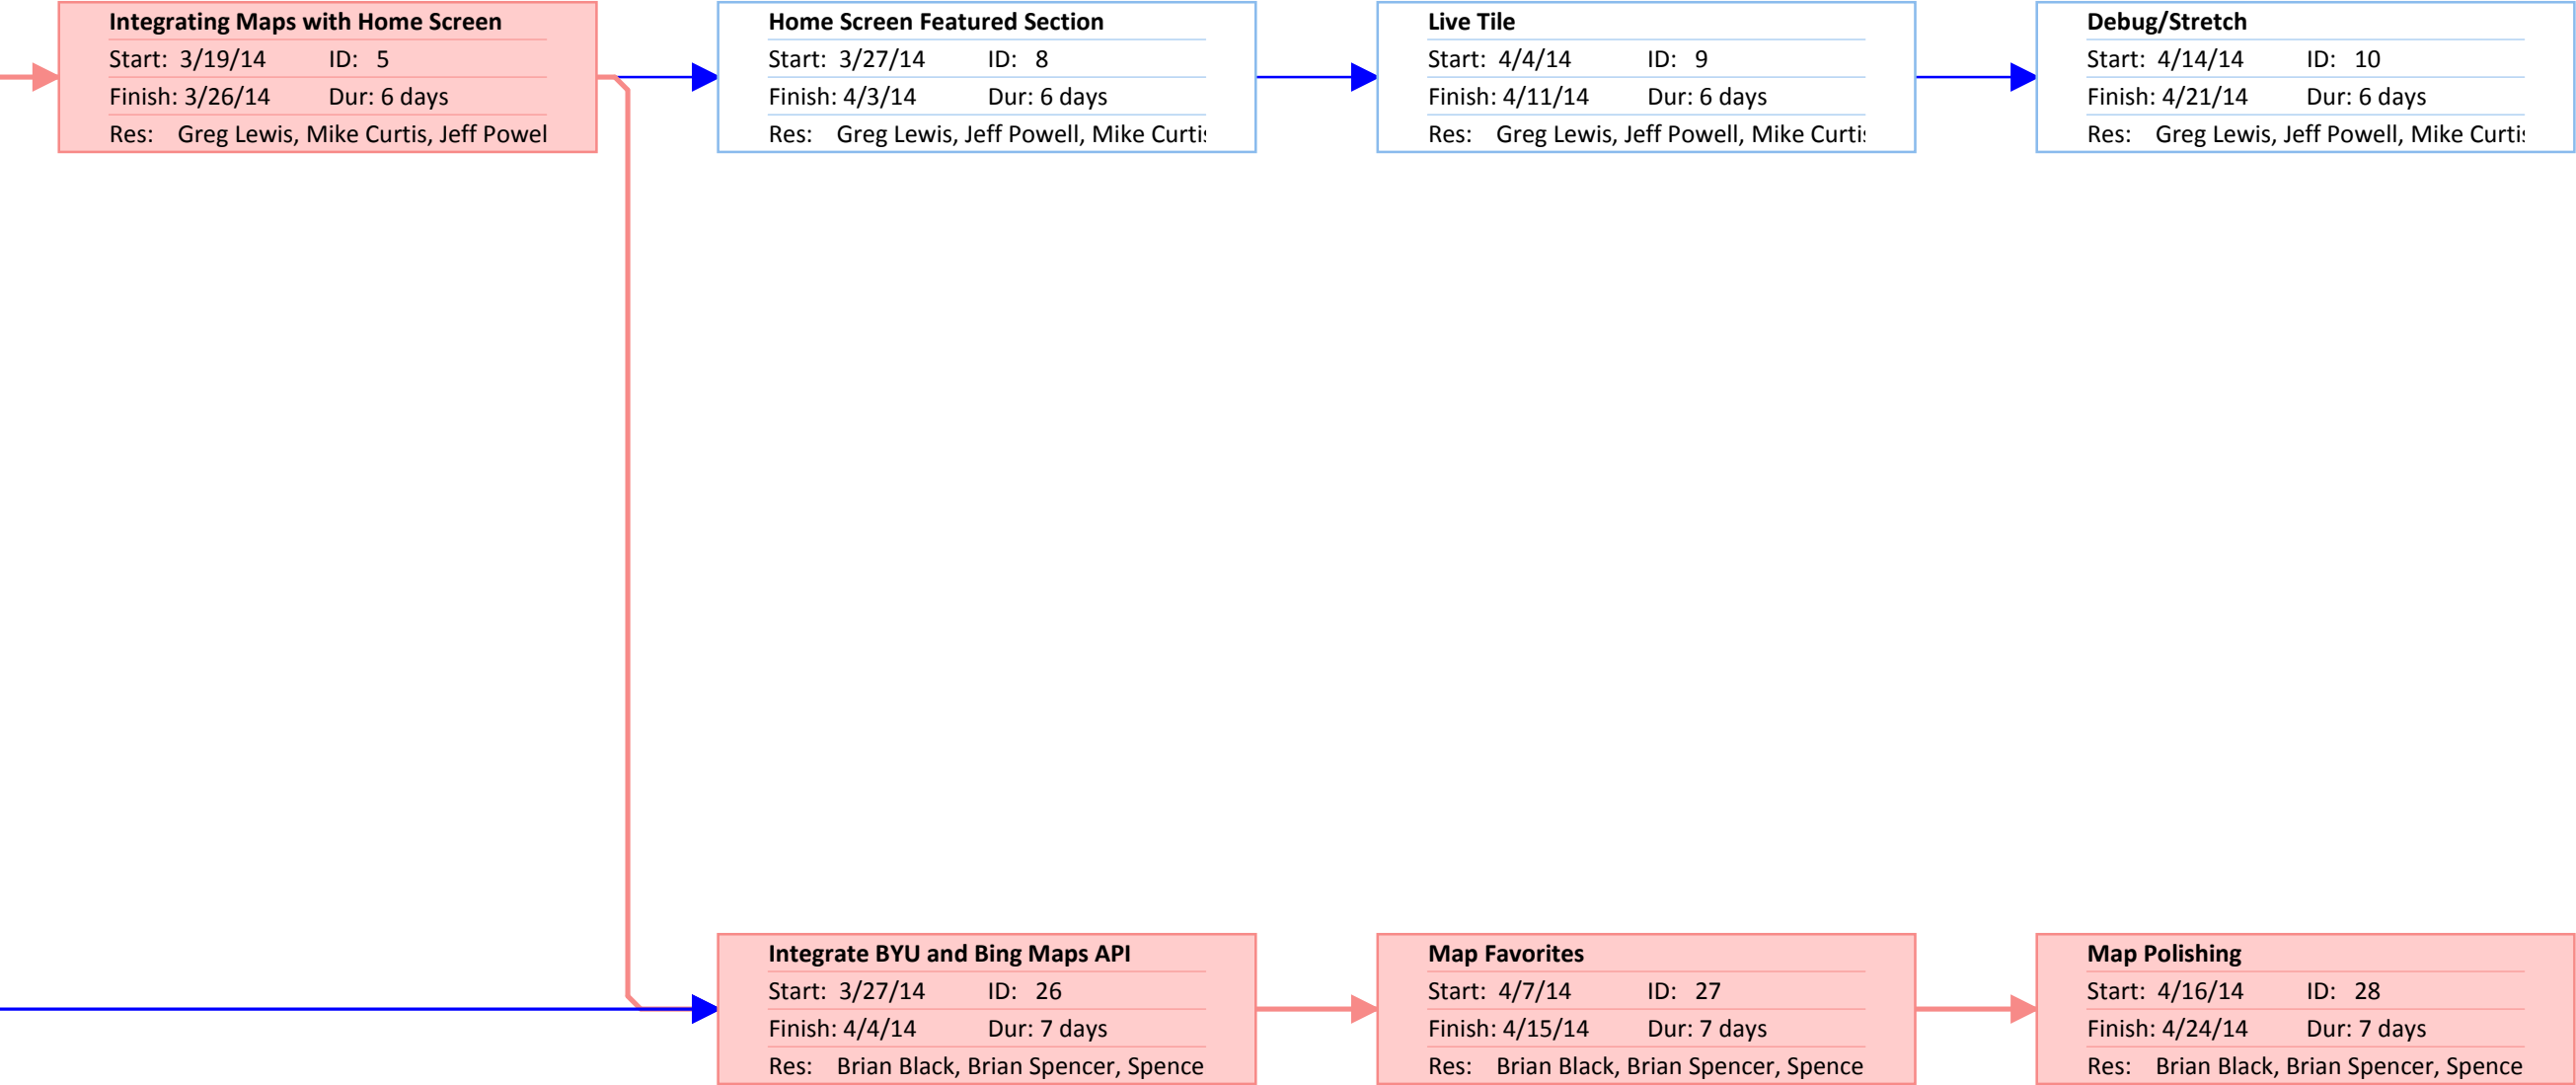 Integrating Maps with Home Screen
Start: 3/19/14 ID: 5
Finish: 3/26/14 Dur: 6 days
Res: Greg Lewis, Mike Curtis, Jeff Powel
Home Screen Featured Section
Start: 3/27/14 ID: 8
Finish: 4/3/14 Dur: 6 days
Res: Greg Lewis, Jeff Powell, Mike Curtis
Live Tile
Start: 4/4/14 ID: 9
Finish: 4/11/14 Dur: 6 days
Res: Greg Lewis, Jeff Powell, Mike Curtis
Debug/Stretch
Start: 4/14/14 ID: 10
Finish: 4/21/14 Dur: 6 days
Res: Greg Lewis, Jeff Powell, Mike Curtis
Integrate BYU and Bing Maps API
Start: 3/27/14 ID: 26
Finish: 4/4/14 Dur: 7 days
Res: Brian Black, Brian Spencer, Spence
Map Favorites
Start: 4/7/14 ID: 27
Finish: 4/15/14 Dur: 7 days
Res: Brian Black, Brian Spencer, Spence
Map Polishing
Start: 4/16/14 ID: 28
Finish: 4/24/14 Dur: 7 days
Res: Brian Black, Brian Spencer, Spence